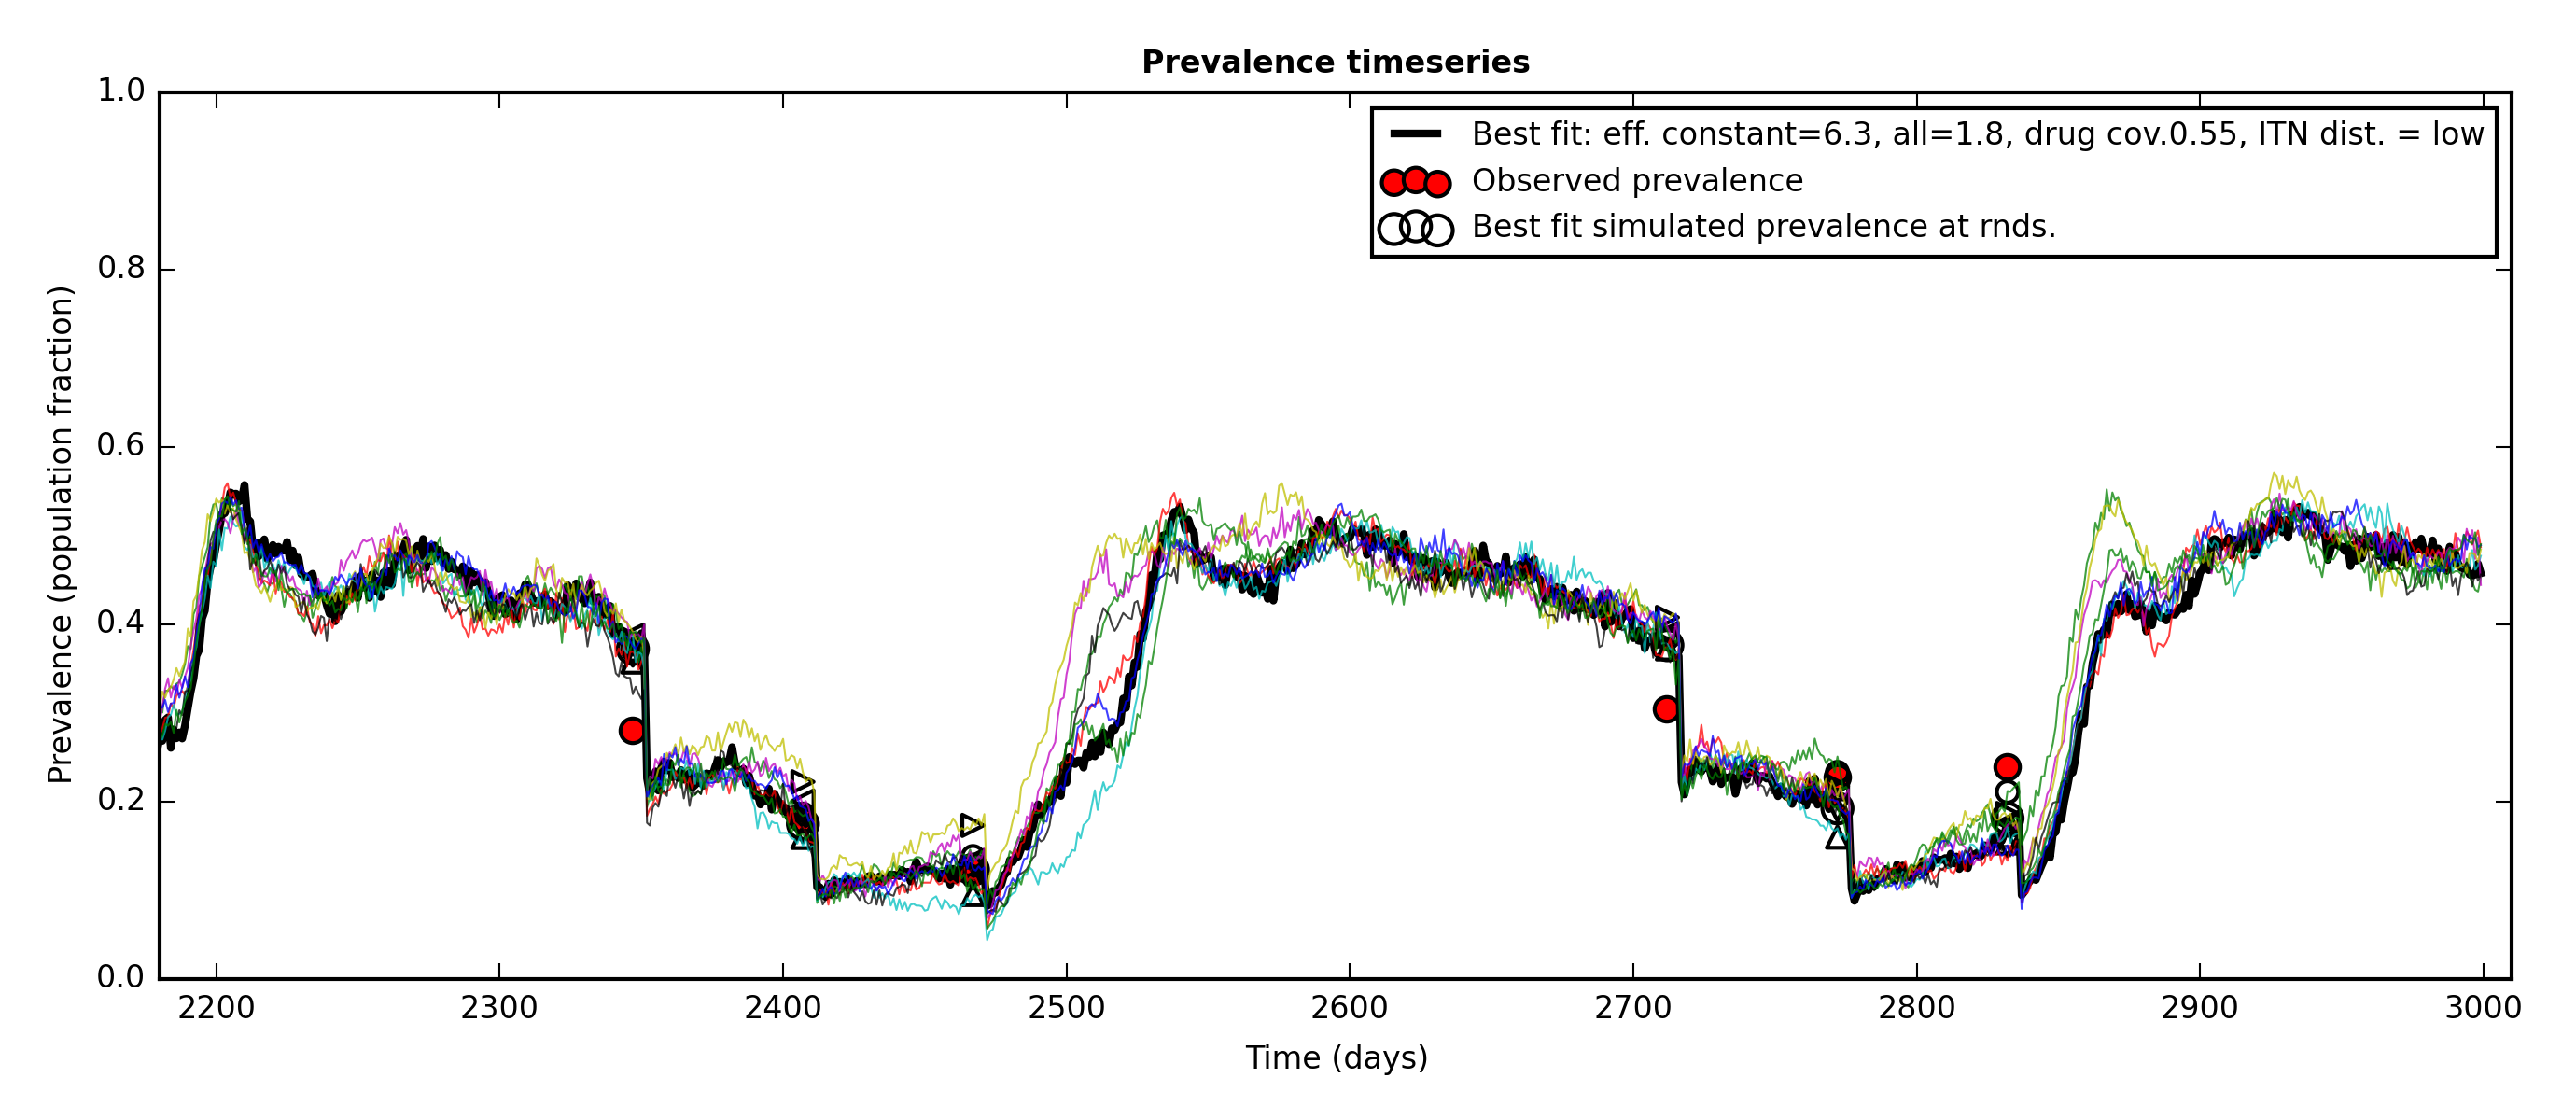 Prevalence timeseries
Prevalence (population fraction)
1.0
0.8
0.6
0.4
0.2
0.0
Best fit: eff. constant=6.3, all=1.8, drug cov.0.55, ITN dist. = low
Observed prevalence
Best fit simulated prevalence at rnds.
2200 2300 2400 2500 2600 2700 2800 2900 3000
Time (days)